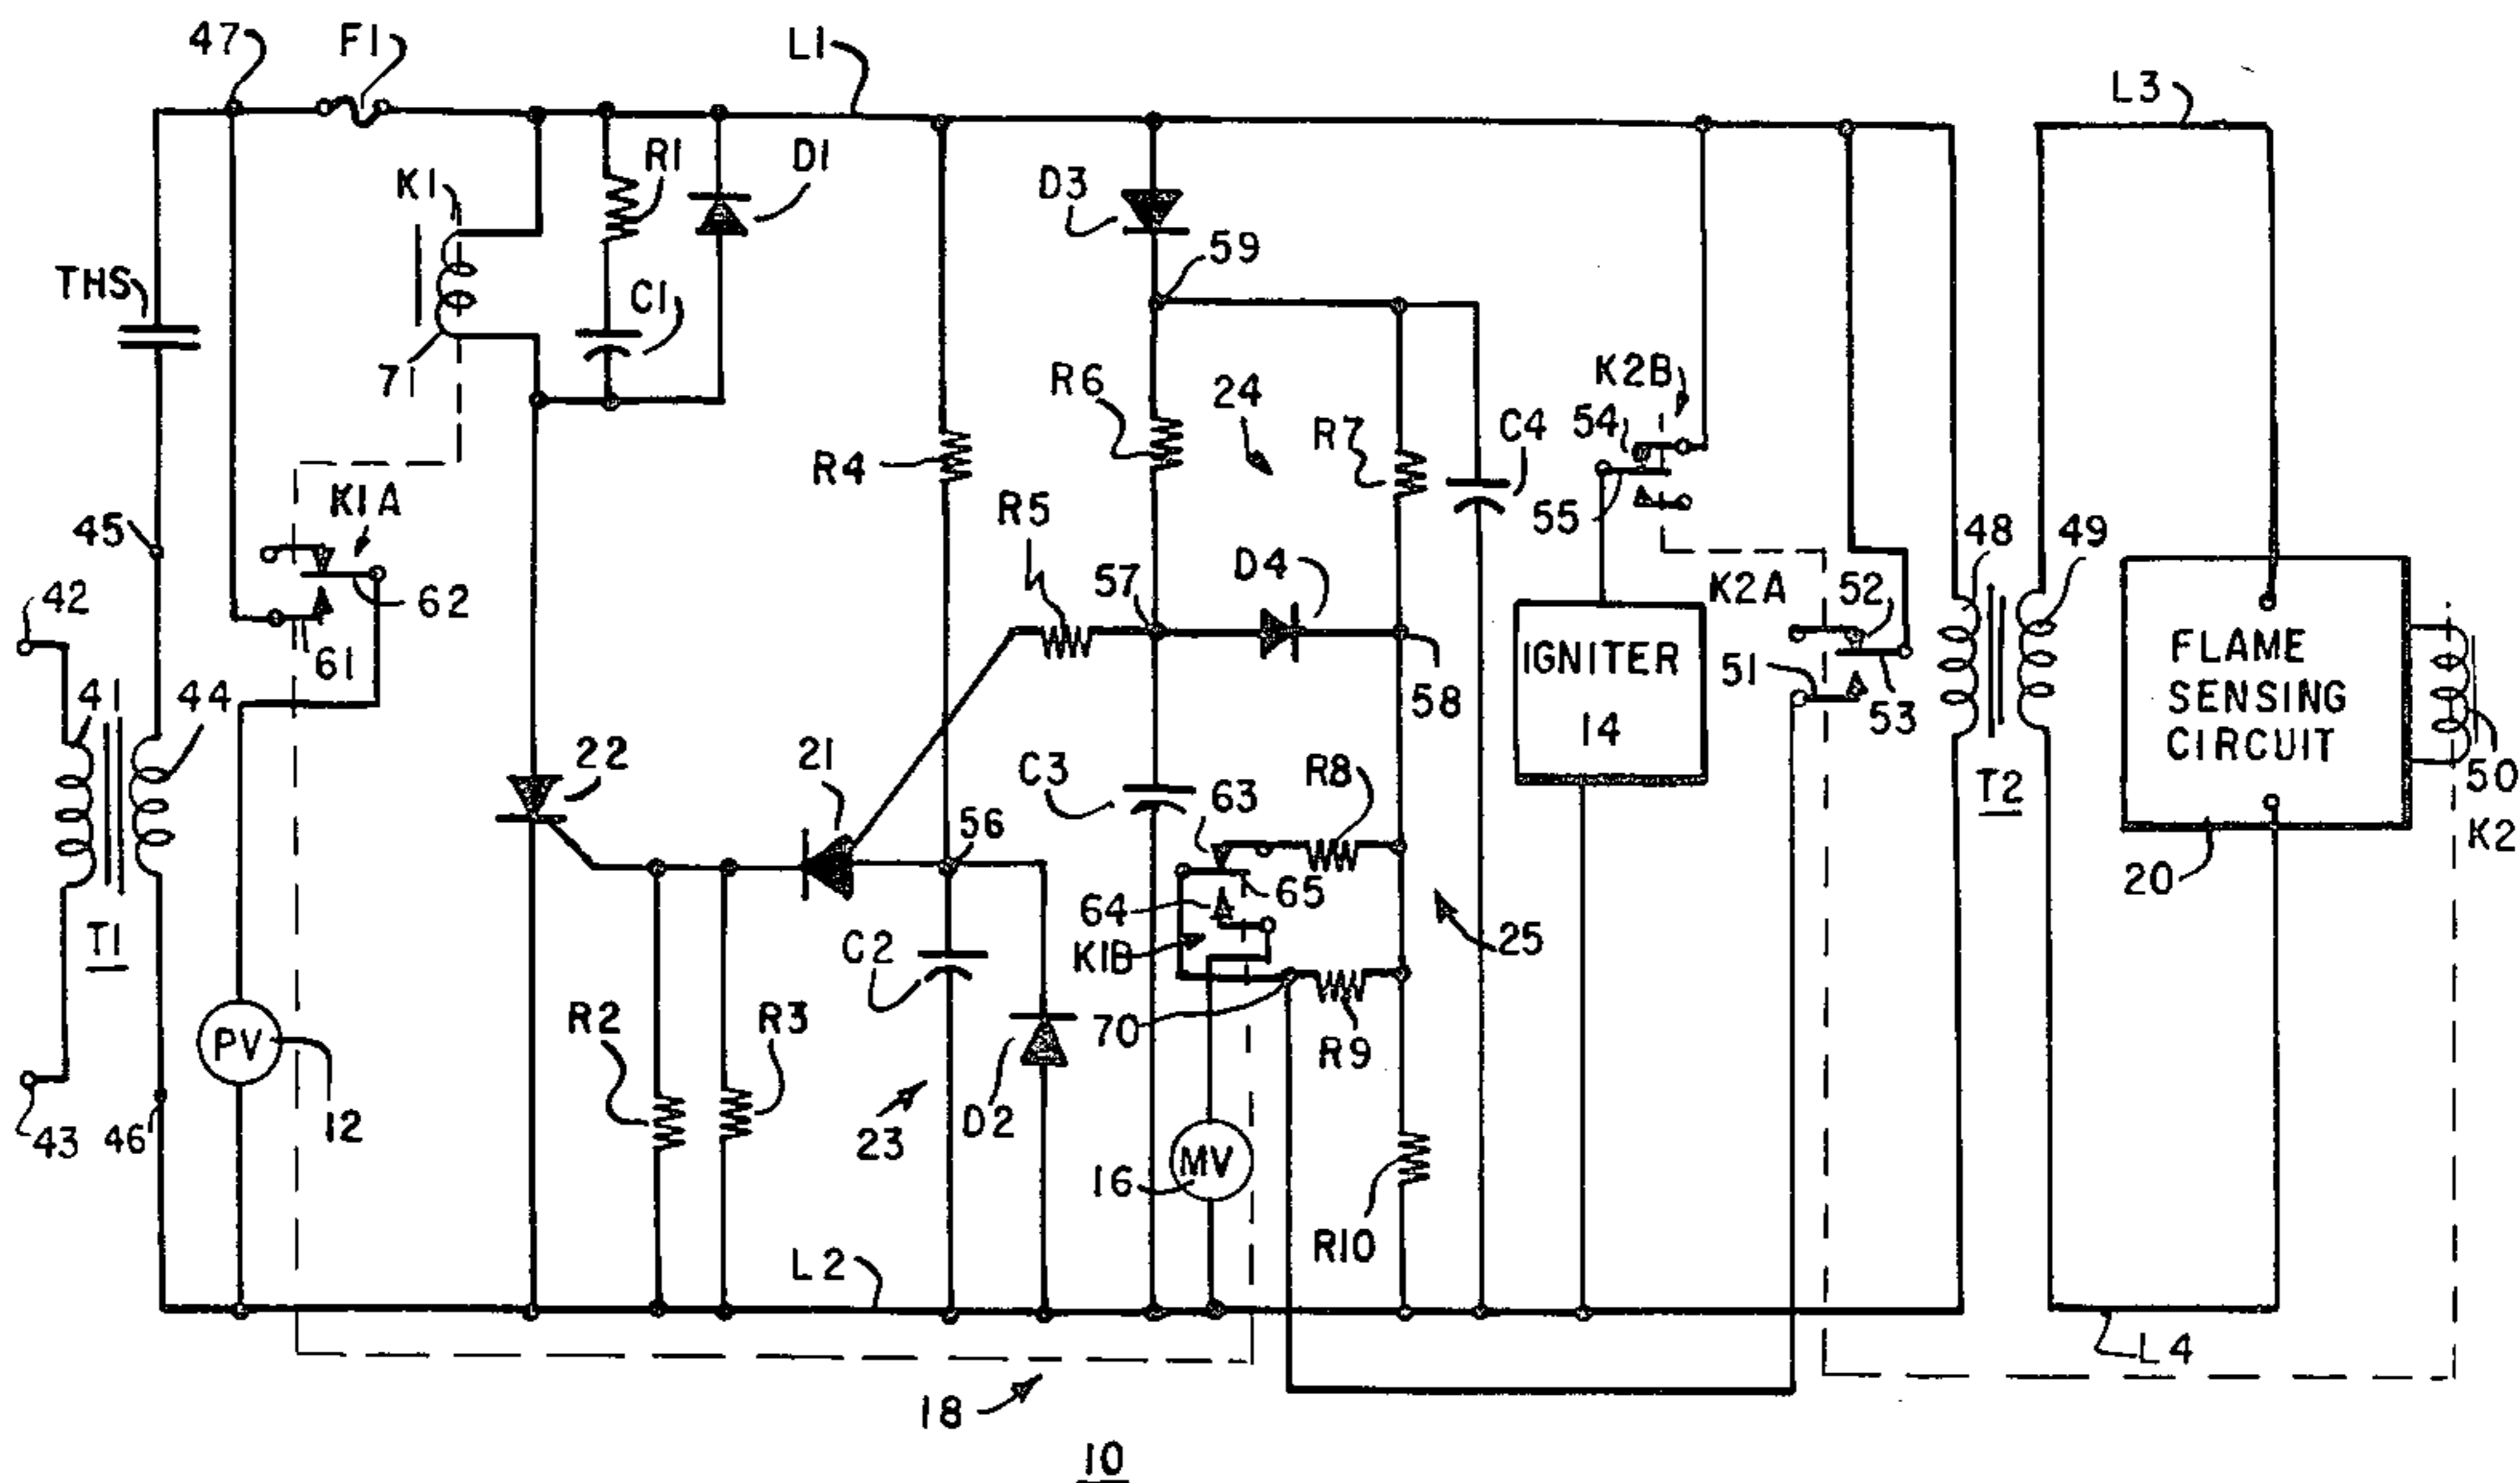 47
F1
L1
L3
R1
D1
K1
D3
59
THS
C1
71
R6
24
K2B
54
R4
R7
C4
K1A
55
45
R5
57
D4
48
49
42
62
K2A
52
61
58
IGNITER
14
51
53
FLAME
SENSING
CIRCUIT
41
44
22
21
C3
63
R8
T2
50
56
K2
20
65
64
T1
C2
K1B
25
R2
R3
70
R9
PV
12
43
46
23
D2
16
MV
R10
L2
L4
18
10